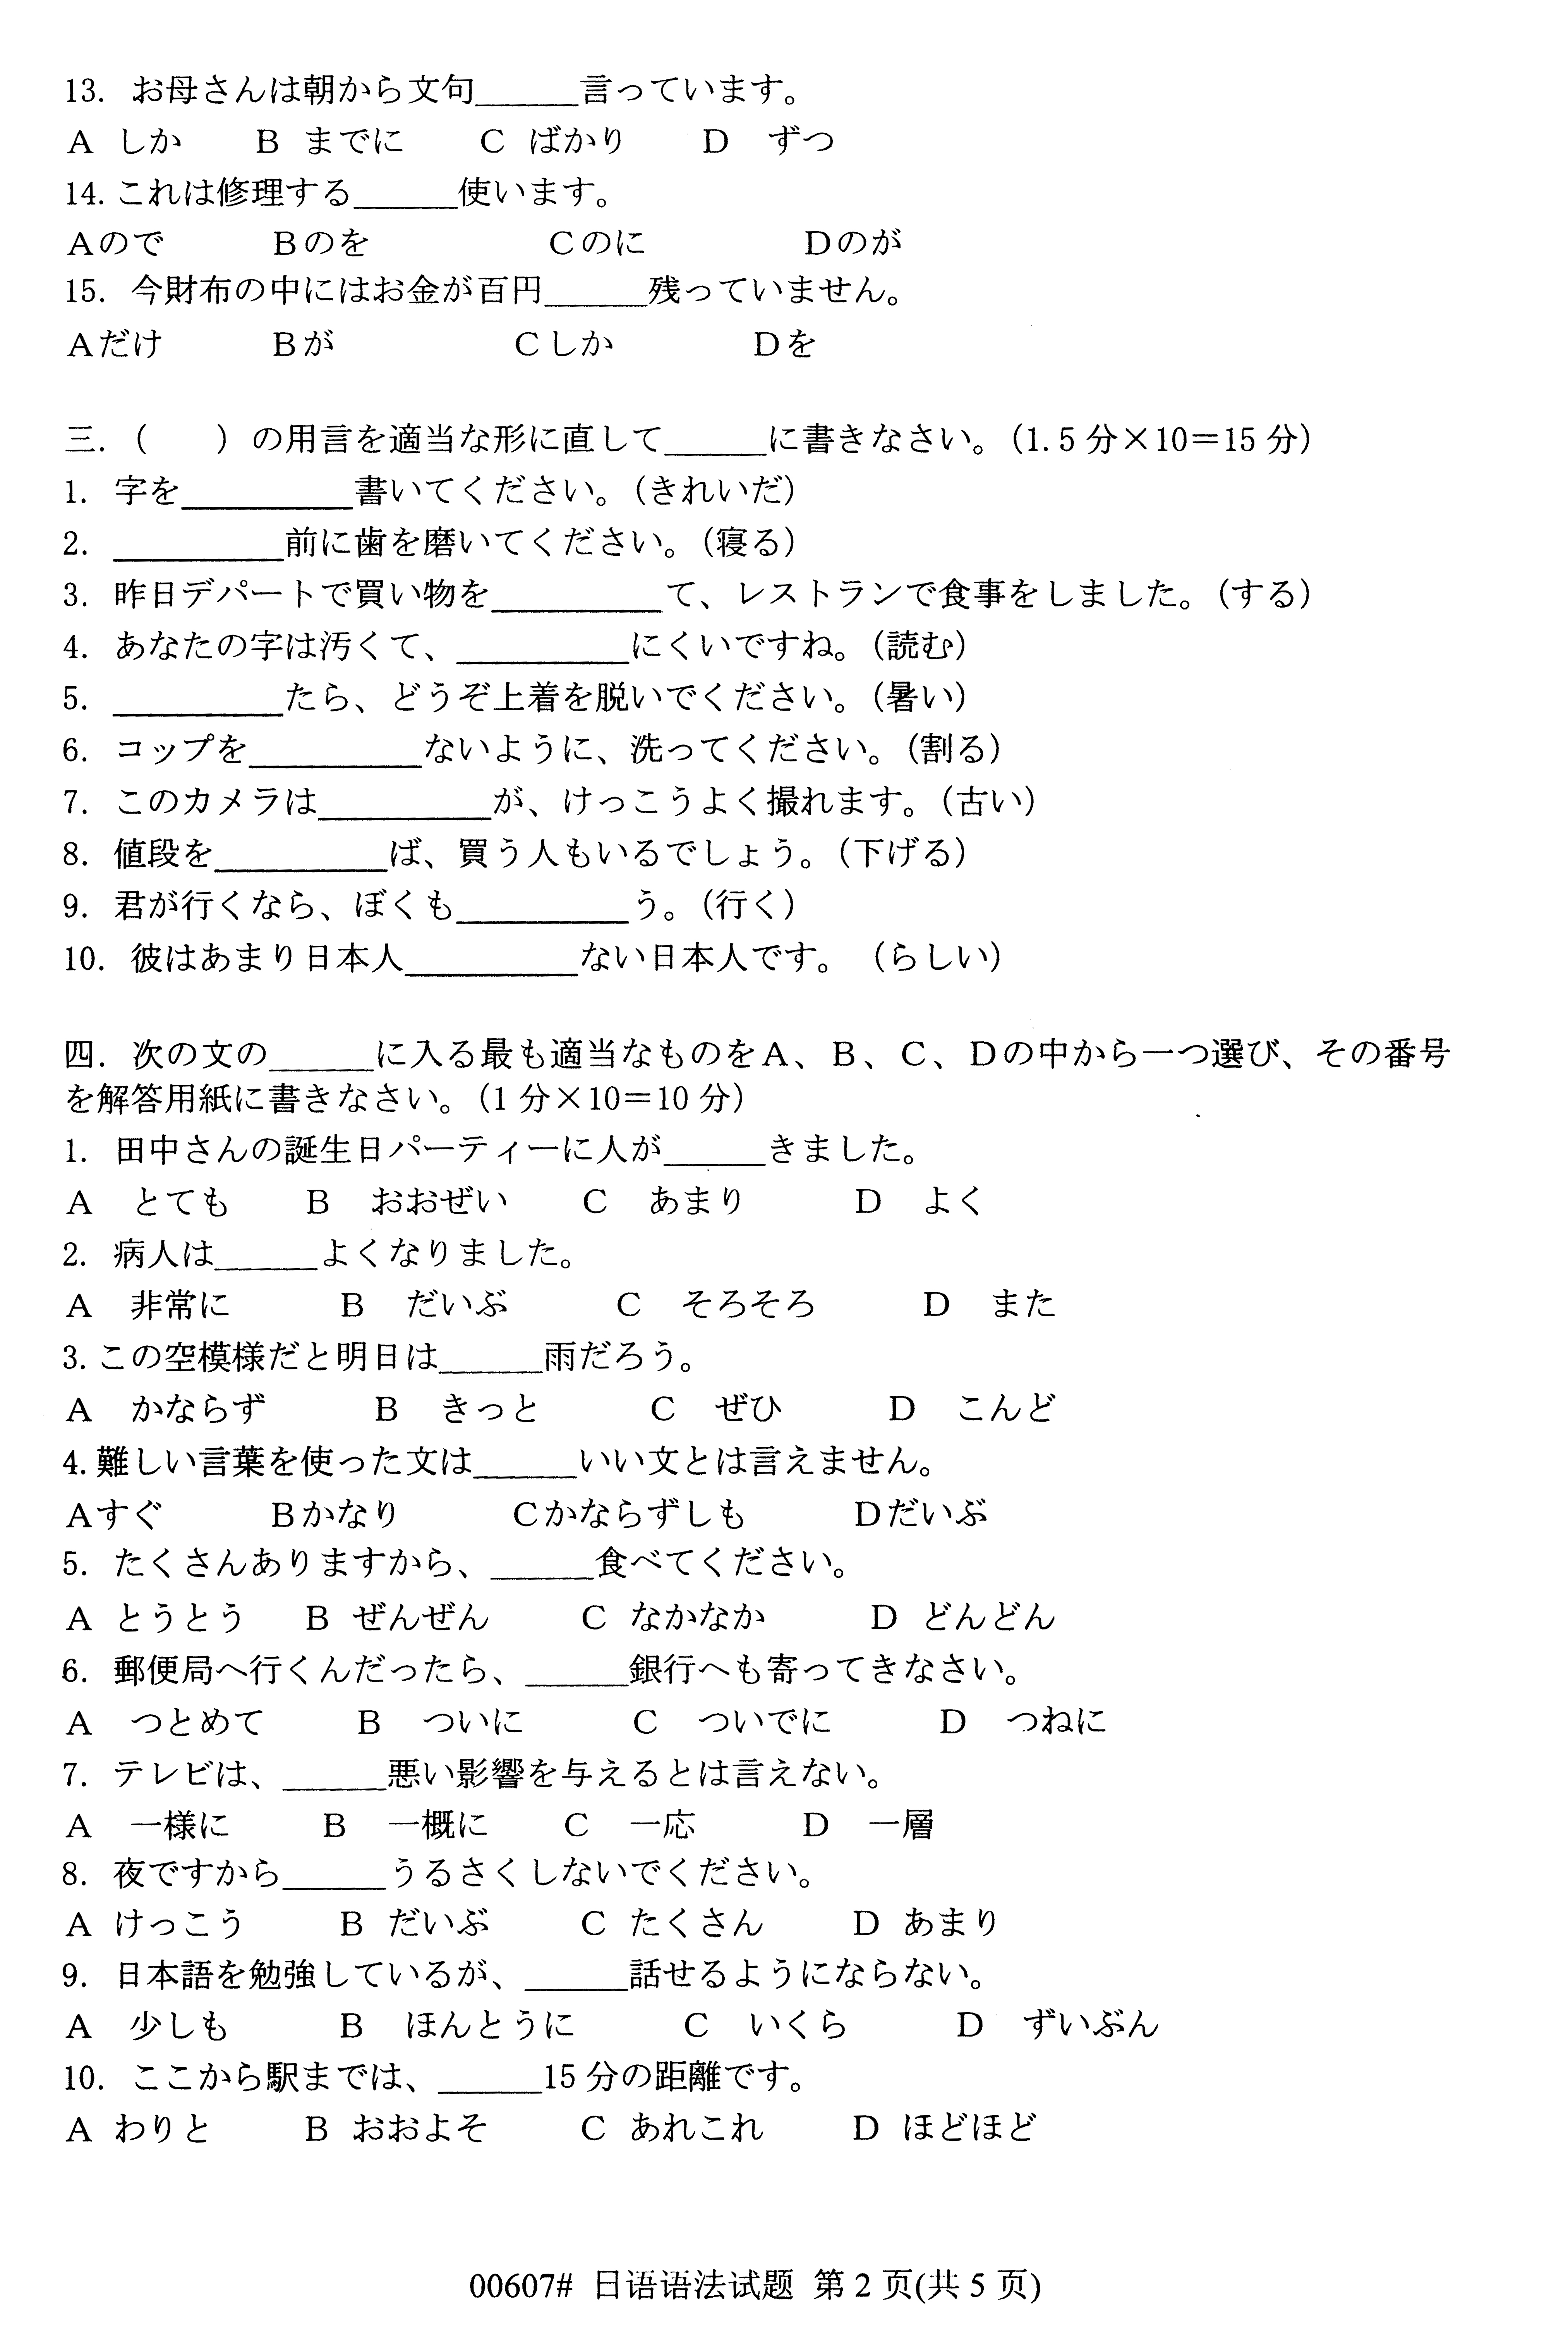 13. お母さんは朝から文句______言っています。
A しか B までに C ばかり D ずつ
14.これは修理する______使います。
Aので Bのを Cのに Dのが
15. 今財布の中にはお金が百円______残っていません。
Aだけ Bが Cしか Dを
三.（　　）の用言を適当な形に直して______に書きなさい。（1.5分×10＝15分）
1. 字を__________書いてください。（きれいだ）
2. __________前に歯を磨いてください。（寝る）
3. 昨日デパートで買い物を__________て、レストランで食事をしました。（する）
4. あなたの字は汚くて、__________にくいですね。（読む）
5. __________たら、どうぞ上着を脱いでください。（暑い）
6. コップを__________ないように、洗ってください。（割る）
7. このカメラは__________が、けっこうよく撮れます。（古い）
8. 値段を__________ば、買う人もいるでしょう。（下げる）
9. 君が行くなら、ぼくも__________う。（行く）
10. 彼はあまり日本人__________ない日本人です。（らしい）
四. 次の文の______に入る最も適当なものをA、B、C、Dの中から一つ選び、その番号
を解答用紙に書きなさい。（1分×10＝10分）
1. 田中さんの誕生日パーティーに人が______きました。
A とても B おおぜい C あまり D よく
2. 病人は______よくなりました。
A 非常に B だいぶ C そろそろ D また
3.この空模様だと明日は______雨だろう。
A かならず B きっと C ぜひ D こんど
4.難しい言葉を使った文は______いい文とは言えません。
Aすぐ Bかなり Cかならずしも Dだいぶ
5. たくさんありますから、______食べてください。
A とうとう B ぜんぜん C なかなか D どんどん
6. 郵便局へ行くんだったら、______銀行へも寄ってきなさい。
A つとめて B ついに C ついでに D つねに
7. テレビは、______悪い影響を与えるとは言えない。
A 一様に B 一概に C 一応 D 一層
8. 夜ですから______うるさくしないでください。
A けっこう B だいぶ C たくさん D あまり
9. 日本語を勉強しているが、______話せるようにならない。
A 少しも B ほんとうに C いくら D ずいぶん
10. ここから駅までは、______15分の距離です。
A わりと B おおよそ C あれこれ D ほどほど
00607# 日语语法试题 第 2 页(共 5 页)